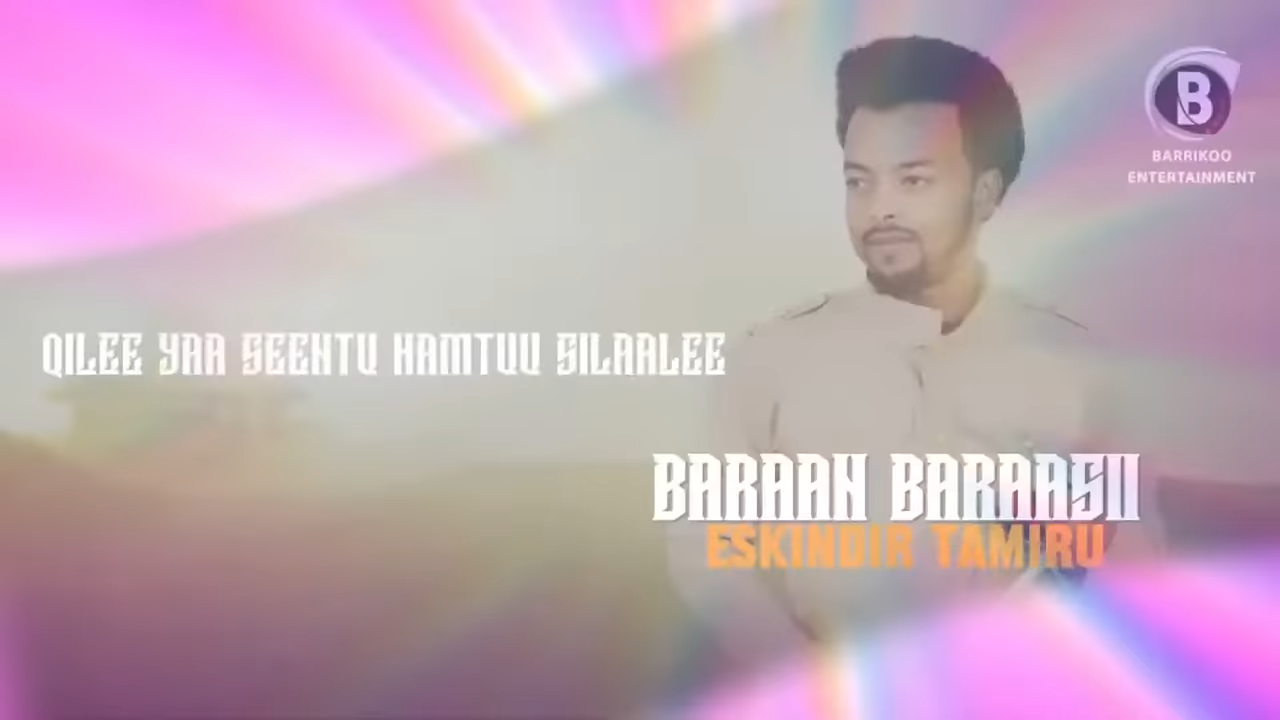 BARRIKOO
ENTERTAINMENT
QILEE YAA SEENTU HAMTUU SILAALEE
BARAAN BARAASII
ESKINDIR TAMIRU